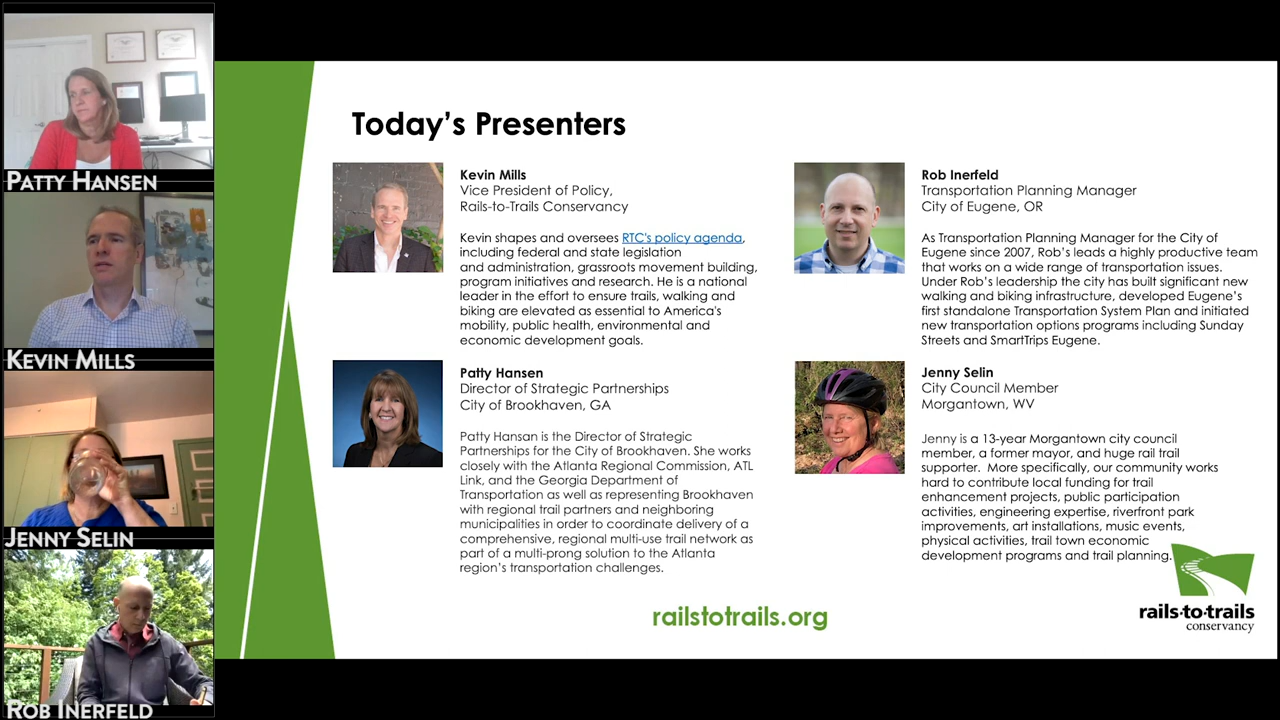 PATTY HANSEN
KEVIN MILLS
JENNY SELIN
ROB INERFELD
Today's Presenters
Kevin Mills
Vice President of Policy,
Rails-to-Trails Conservancy
Kevin shapes and oversees RTC's policy agenda,
including federal and state legislation
and administration, grassroots movement building,
program initiatives and research. He is a national
leader in the effort to ensure trails, walking and
biking are elevated as essential to America's
mobility, public health, environmental and
economic development goals.
Patty Hansen
Director of Strategic Partnerships
City of Brookhaven, GA
Patty Hansan is the Director of Strategic
Partnerships for the City of Brookhaven. She works
closely with the Atlanta Regional Commission, ATL
Link, and the Georgia Department of
Transportation as well as representing Brookhaven
with regional trail partners and neighboring
municipalities in order to coordinate delivery of a
comprehensive, regional multi-use trail network as
part of a multi-prong solution to the Atlanta
region's transportation challenges.
Rob Inerfeld
Transportation Planning Manager
City of Eugene, OR
As Transportation Planning Manager for the City of
Eugene since 2007, Rob's leads a highly productive team
that works on a wide range of transportation issues.
Under Rob's leadership the city has built significant new
walking and biking infrastructure, developed Eugene's
first standalone Transportation System Plan and initiated
new transportation options programs including Sunday
Streets and SmartTrips Eugene.
Jenny Selin
City Council Member
Morgantown, WV
Jenny is a 13-year Morgantown city council
member, a former mayor, and huge rail trail
supporter. More specifically, our community works
hard to contribute local funding for trail
enhancement projects, public participation
activities, engineering expertise, riverfront park
improvements, art installations, music events,
physical activities, trail town economic
development programs and trail planning.
railstotrails.org
rails-to-trails
conservancy